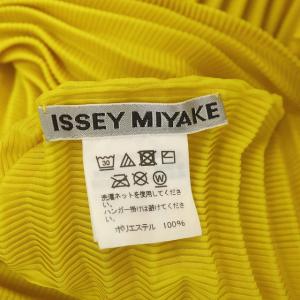 ISSEY MIYAKE
30
洗濯ネットを使用してください。
ハンガー掛けは避けてください。
ポリエステル 100%